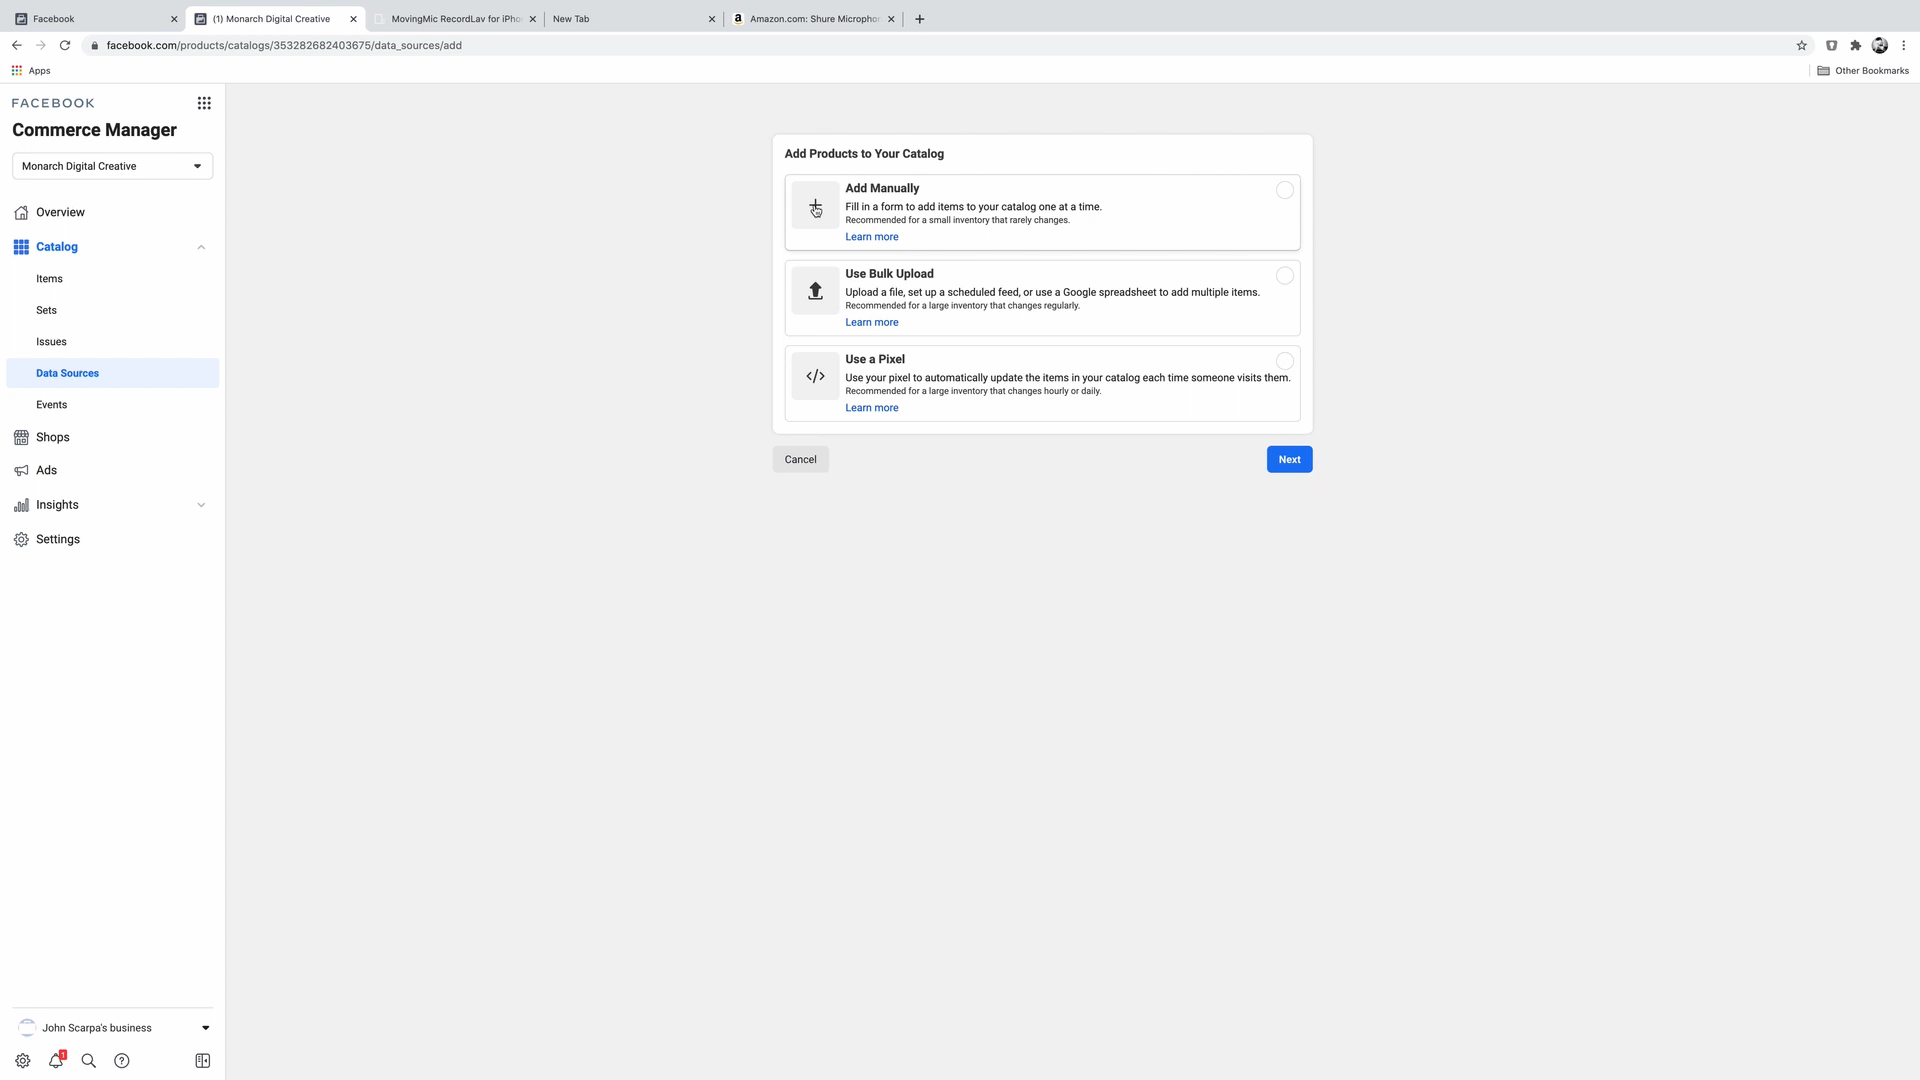 Facebook
(1) Monarch Digital Creative
MovingMic RecordLav for iPho
New Tab
Amazon.com: Shure Microphon
facebook.com/products/catalogs/353282682403675/data_sources/add
Apps
Other Bookmarks
FACEBOOK
Commerce Manager
Monarch Digital Creative
Overview
Catalog
Items
Sets
Issues
Data Sources
Events
Shops
Ads
Insights
Settings
John Scarpa's business
1
Add Products to Your Catalog
Add Manually
Fill in a form to add items to your catalog one at a time.
Recommended for a small inventory that rarely changes.
Learn more
Use Bulk Upload
Upload a file, set up a scheduled feed, or use a Google spreadsheet to add multiple items.
Recommended for a large inventory that changes regularly.
Learn more
Use a Pixel
Use your pixel to automatically update the items in your catalog each time someone visits them.
Recommended for a large inventory that changes hourly or daily.
Learn more
Cancel
Next